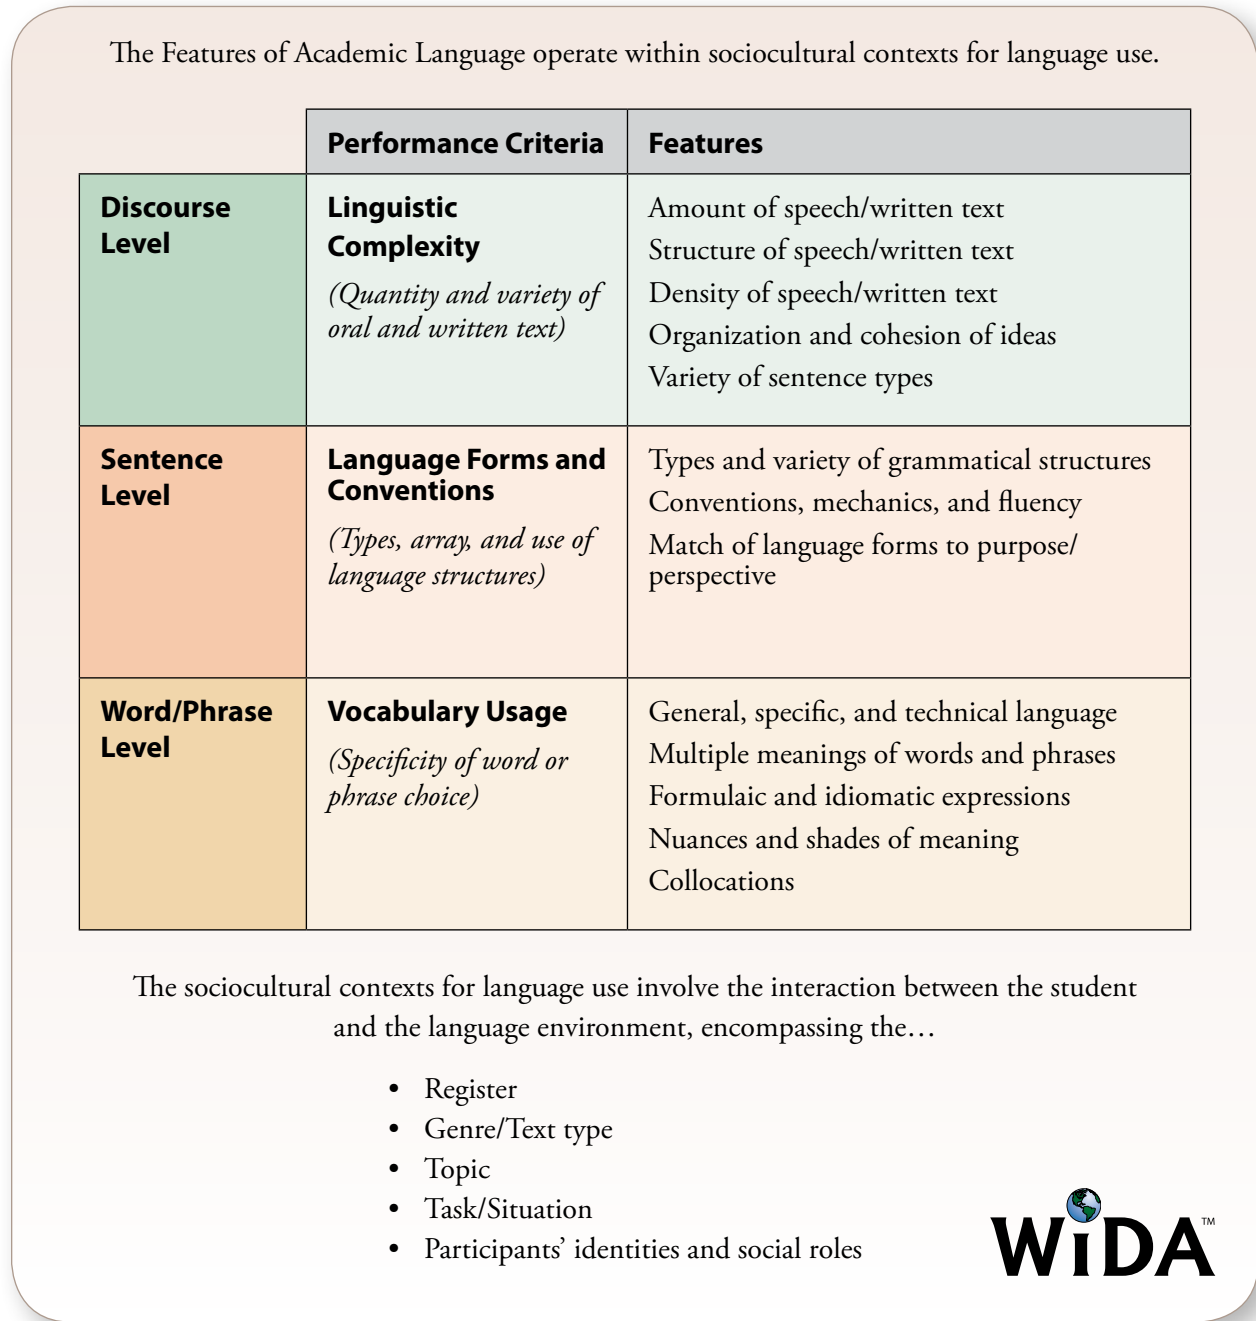 The Features of Academic Language operate within sociocultural contexts for language use.
Performance Criteria
Features
Discourse
Level
Linguistic
Complexity
(Quantity and variety of
oral and written text)
Amount of speech/written text
Structure of speech/written text
Density of speech/written text
Organization and cohesion of ideas
Variety of sentence types
Sentence
Level
Language Forms and
Conventions
(Types, array, and use of
language structures)
Types and variety of grammatical structures
Conventions, mechanics, and fluency
Match of language forms to purpose/
perspective
Word/Phrase
Level
Vocabulary Usage
(Specificity of word or
phrase choice)
General, specific, and technical language
Multiple meanings of words and phrases
Formulaic and idiomatic expressions
Nuances and shades of meaning
Collocations
The sociocultural contexts for language use involve the interaction between the student
and the language environment, encompassing the…
• Register
• Genre/Text type
• Topic
• Task/Situation
• Participants’ identities and social roles
WiDA™